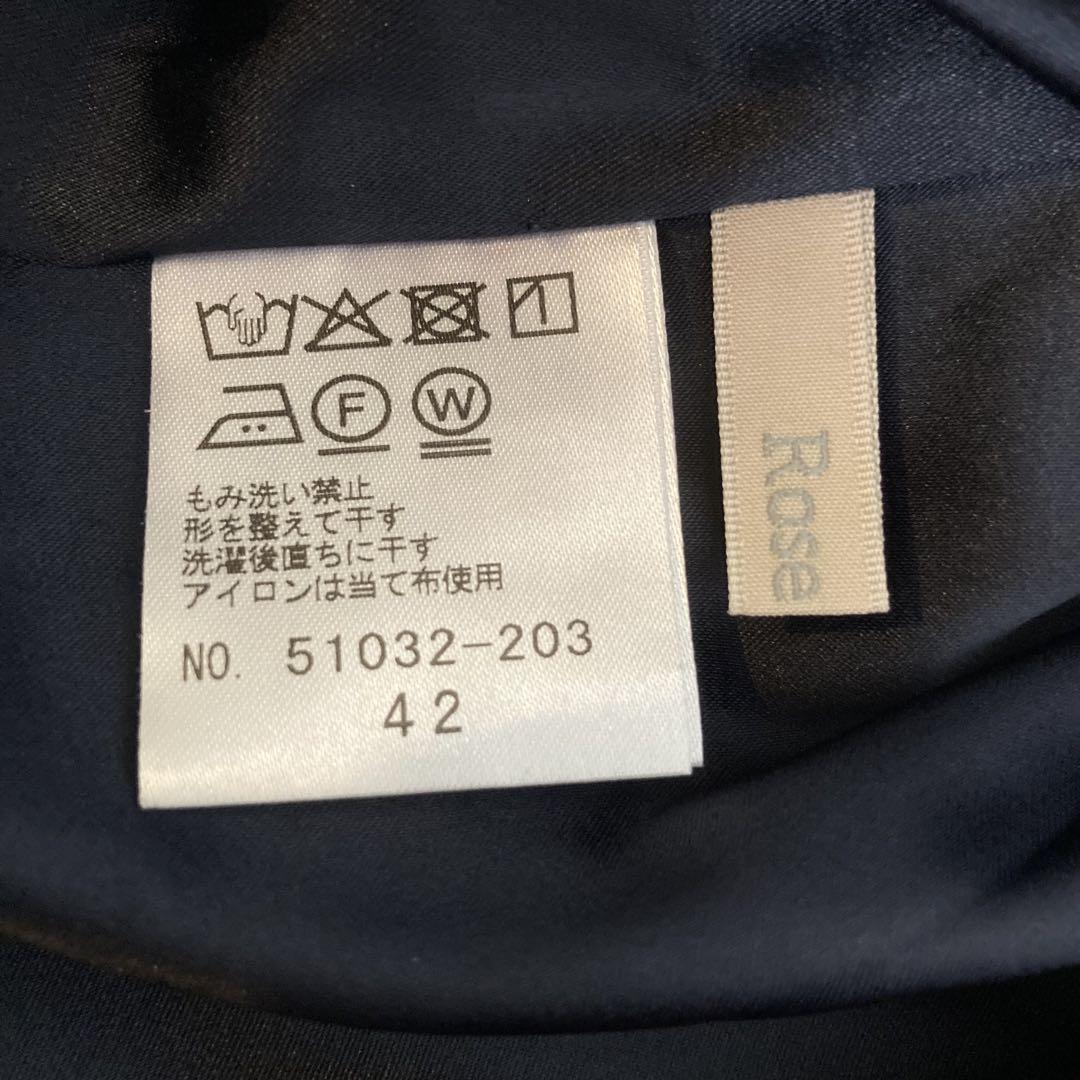 F W
もみ洗い禁止
形を整えて干す
洗濯後直ちに干す
アイロンは当て布使用
NO. 51032-203
42
Rose